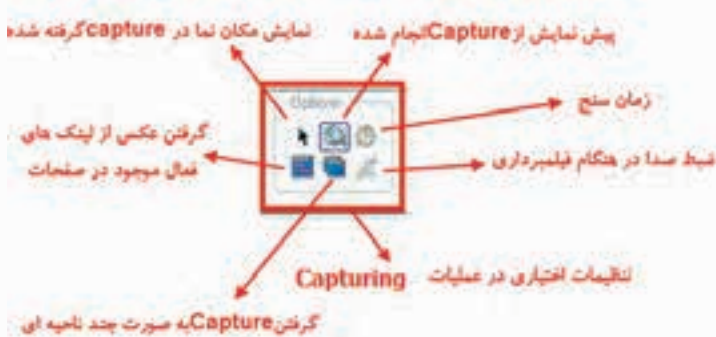 نمایش مکان نما در capture گرفته شده
پیش نمایش از Capture انجام شده
Options
زمان سنج
گرفتن عکس از لینک های
فعال موجود در صفحات
ضبط صدا در هنگام فیلمبرداری
تنظیمات اختیاری در عملیات Capturing
گرفتن Capture به صورت چند ناحیه ای